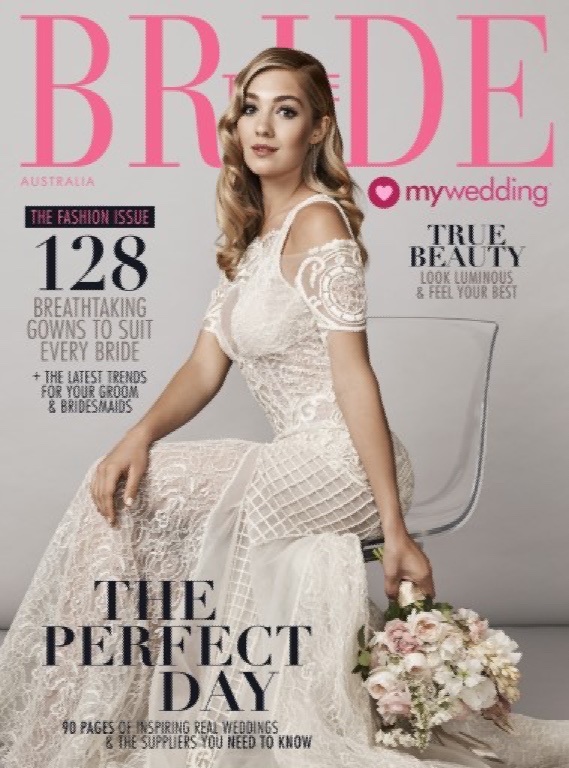 THE
BRIDE
AUSTRALIA
mywedding
THE FASHION ISSUE
128
BREATHTAKING
GOWNS TO SUIT
EVERY BRIDE
+ THE LATEST TRENDS
FOR YOUR GROOM
& BRIDESMAIDS
TRUE
BEAUTY
LOOK LUMINOUS
& FEEL YOUR BEST
THE
PERFECT
DAY
90 PAGES OF INSPIRING REAL WEDDINGS
& THE SUPPLIERS YOU NEED TO KNOW